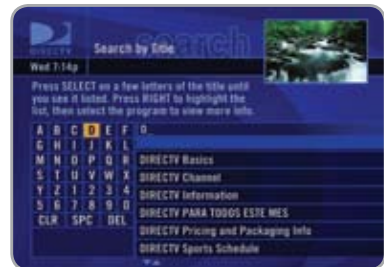 search
DIRECTV
Search by Title
Wed 7:14p
Press SELECT on a few letters of the title until
you see it listed. Press RIGHT to highlight the
list, then select the program to view more info.
A B C D E F D_
G H I J K L
M N O P Q R DIRECTV Basics
S T U V W X DIRECTV Channel
Y Z 1 2 3 4 DIRECTV Information
5 6 7 8 9 0 DIRECTV PARA TODOS ESTE MES
CLR SPC DEL DIRECTV Pricing and Packaging Info
DIRECTV Sports Schedule